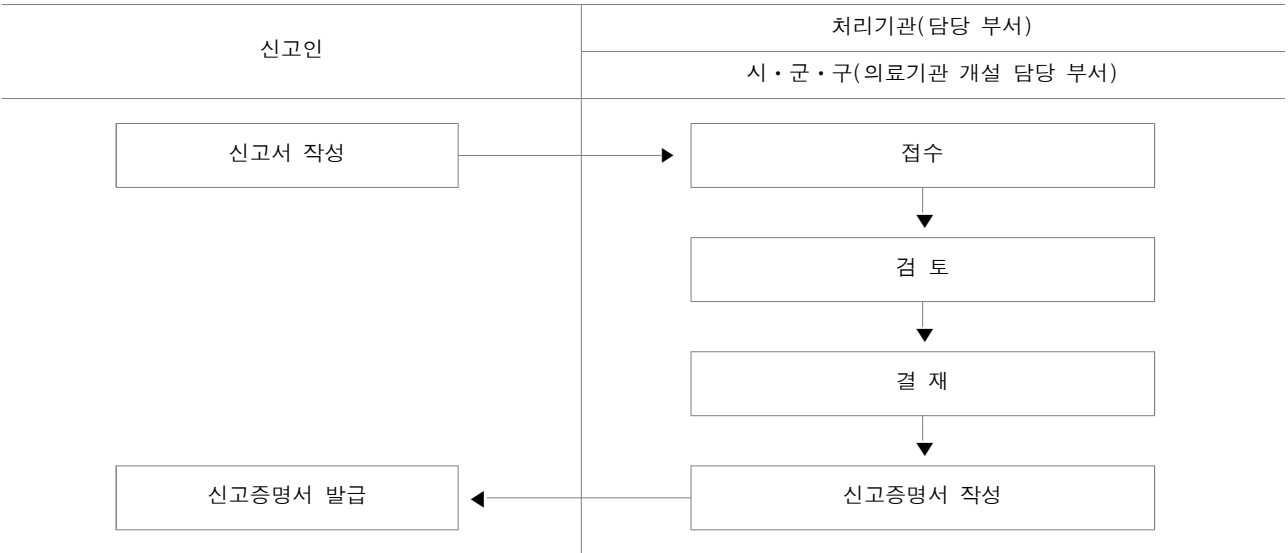 신고인
처리기관(담당 부서)
시・군・구(의료기관 개설 담당 부서)
신고서 작성
접수
검 토
결 재
신고증명서 발급
신고증명서 작성